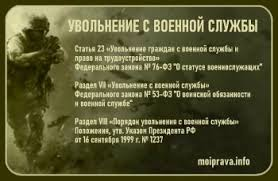 УВОЛЬНЕНИЕ С ВОЕННОЙ СЛУЖБЫ
Статья 23 «Увольнение граждан с военной службы и
право на трудоустройство»
Федерального закона № 76-ФЗ "О статусе военнослужащих"
Раздел VII «Увольнение с военной службы»
Федерального закона № 53-ФЗ "О воинской обязанности
и военной службе"
Раздел VIII «Порядок увольнения с военной службы»
Положения, утв. Указом Президента РФ
от 16 сентября 1999 г. № 1237
moiprava.info